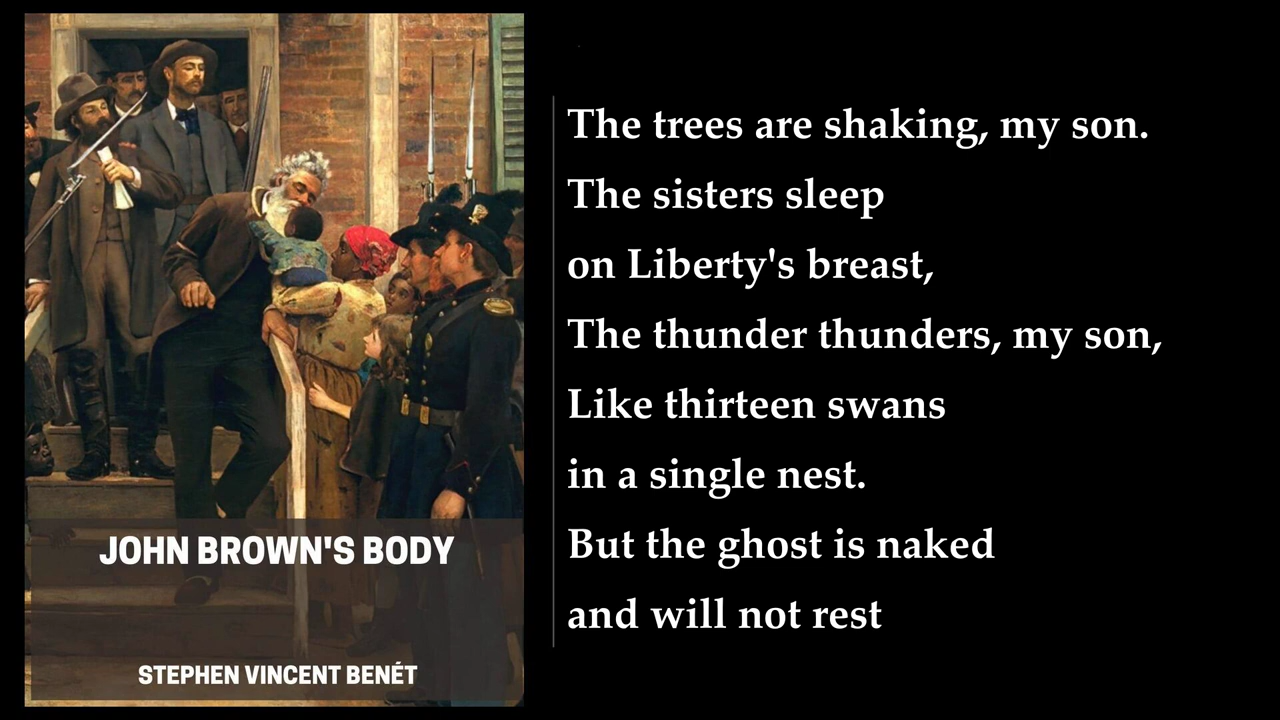 JOHN BROWN'S BODY
STEPHEN VINCENT BENÉT
The trees are shaking, my son.
The sisters sleep
on Liberty's breast,
The thunder thunders, my son,
Like thirteen swans
in a single nest.
But the ghost is naked
and will not rest